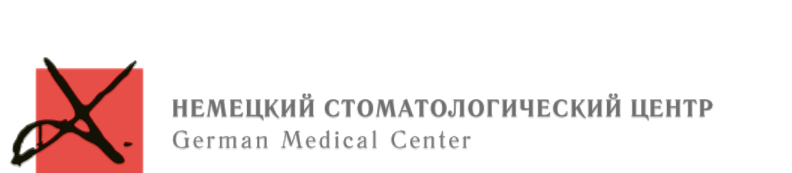 НЕМЕЦКИЙ СТОМАТОЛОГИЧЕСКИЙ ЦЕНТР
German Medical Center